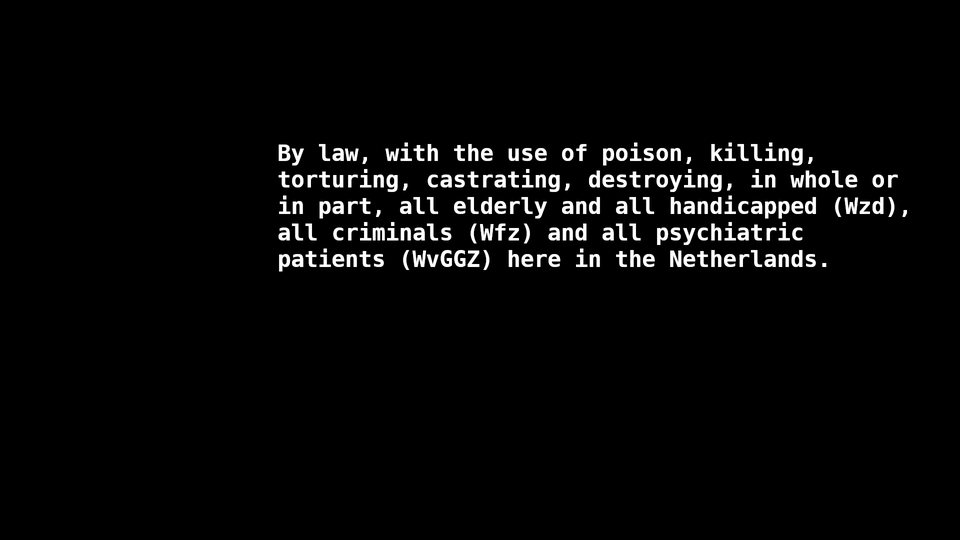 By law, with the use of poison, killing,
torturing, castrating, destroying, in whole or
in part, all elderly and all handicapped (Wzd),
all criminals (Wfz) and all psychiatric
patients (WvGGZ) here in the Netherlands.